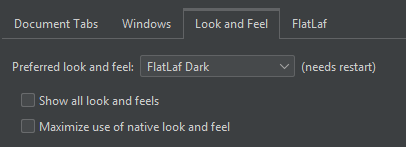 Document Tabs Windows Look and Feel FlatLaf
Preferred look and feel: FlatLaf Dark (needs restart)
Show all look and feels
Maximize use of native look and feel